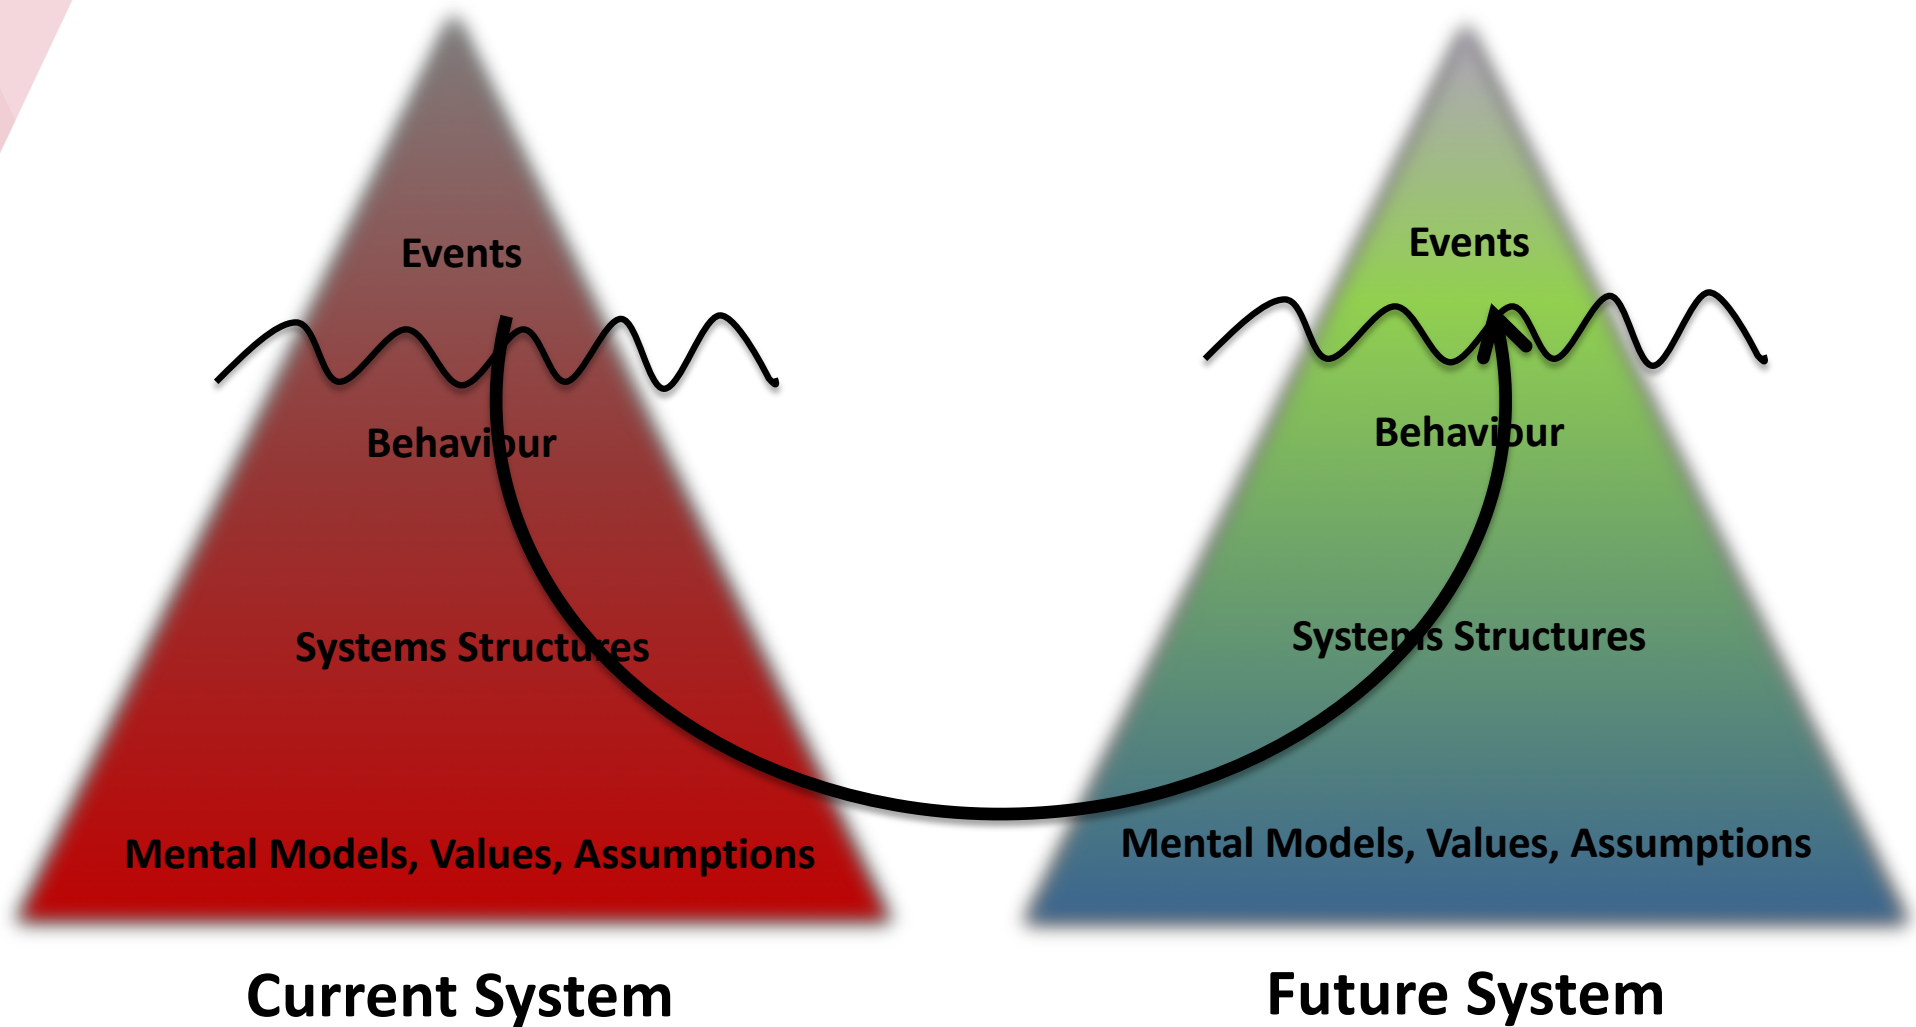 Events
Behaviour
Systems Structures
Mental Models, Values, Assumptions
Current System
Events
Behaviour
Systems Structures
Mental Models, Values, Assumptions
Future System